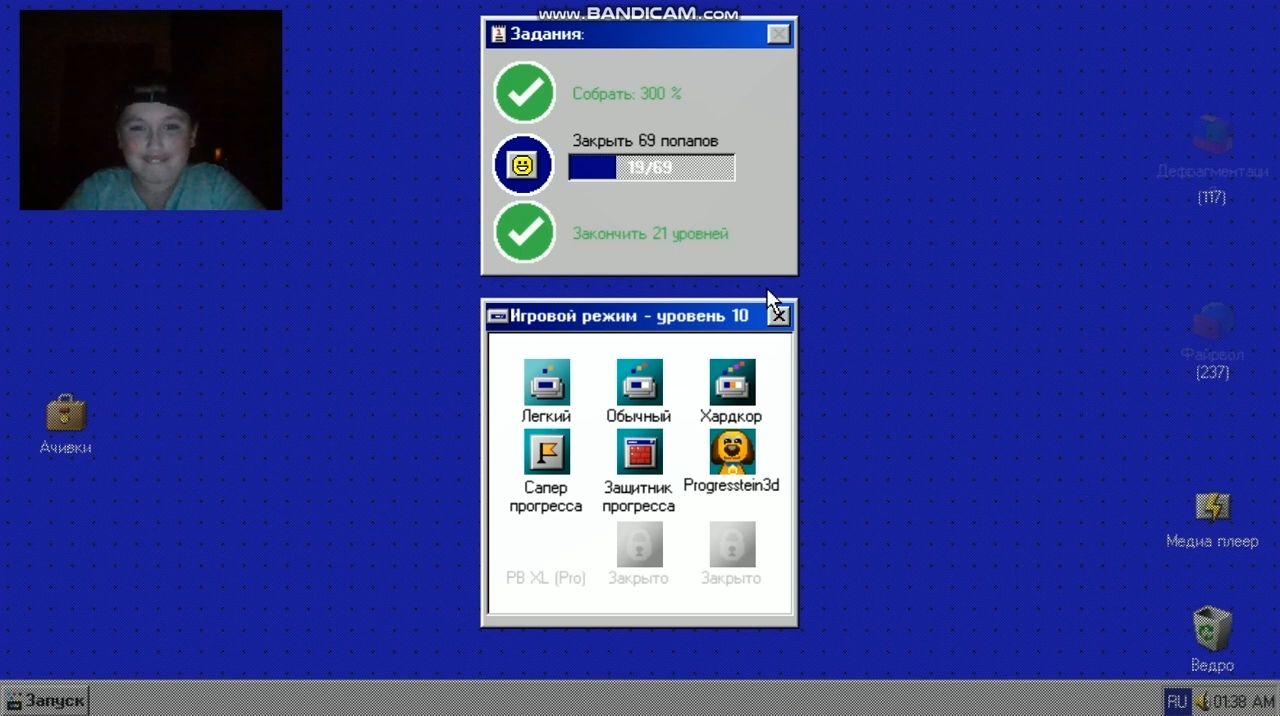 www.BANDICAM.com
Задания:
Собрать: 300 %
Закрыть 69 попапов
19/69
Закончить 21 уровней
Дефрагментаци
й
(117)
Игровой режим - уровень 10
Файрвол
(237)
Легкий
Обычный
Хардкор
Ачивки
Сапер
прогресса
Защитник
прогресса
Progresstein3d
Медиа плеер
PB XL (Pro)
Закрыто
Закрыто
Ведро
Запуск
RU
01:38 AM